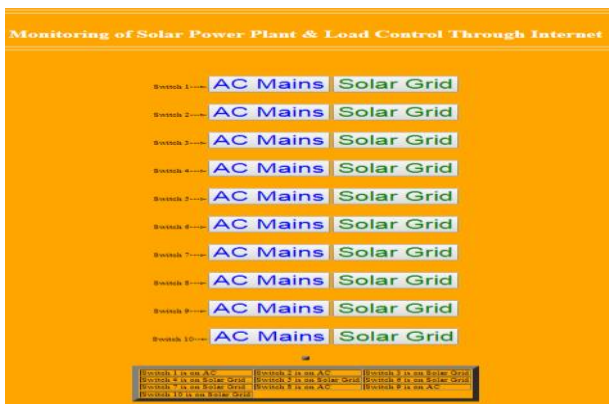 Monitoring of Solar Power Plant & Load Control Through Internet
Switch 1---> AC Mains Solar Grid
Switch 2---> AC Mains Solar Grid
Switch 3---> AC Mains Solar Grid
Switch 4---> AC Mains Solar Grid
Switch 5---> AC Mains Solar Grid
Switch 6---> AC Mains Solar Grid
Switch 7---> AC Mains Solar Grid
Switch 8---> AC Mains Solar Grid
Switch 9---> AC Mains Solar Grid
Switch 10---> AC Mains Solar Grid
Switch 1 is on AC Switch 2 is on AC Switch 3 is on Solar Grid
Switch 4 is on Solar Grid Switch 5 is on Solar Grid Switch 6 is on Solar Grid
Switch 7 is on Solar Grid Switch 8 is on AC Switch 9 is on AC
Switch 10 is on Solar Grid